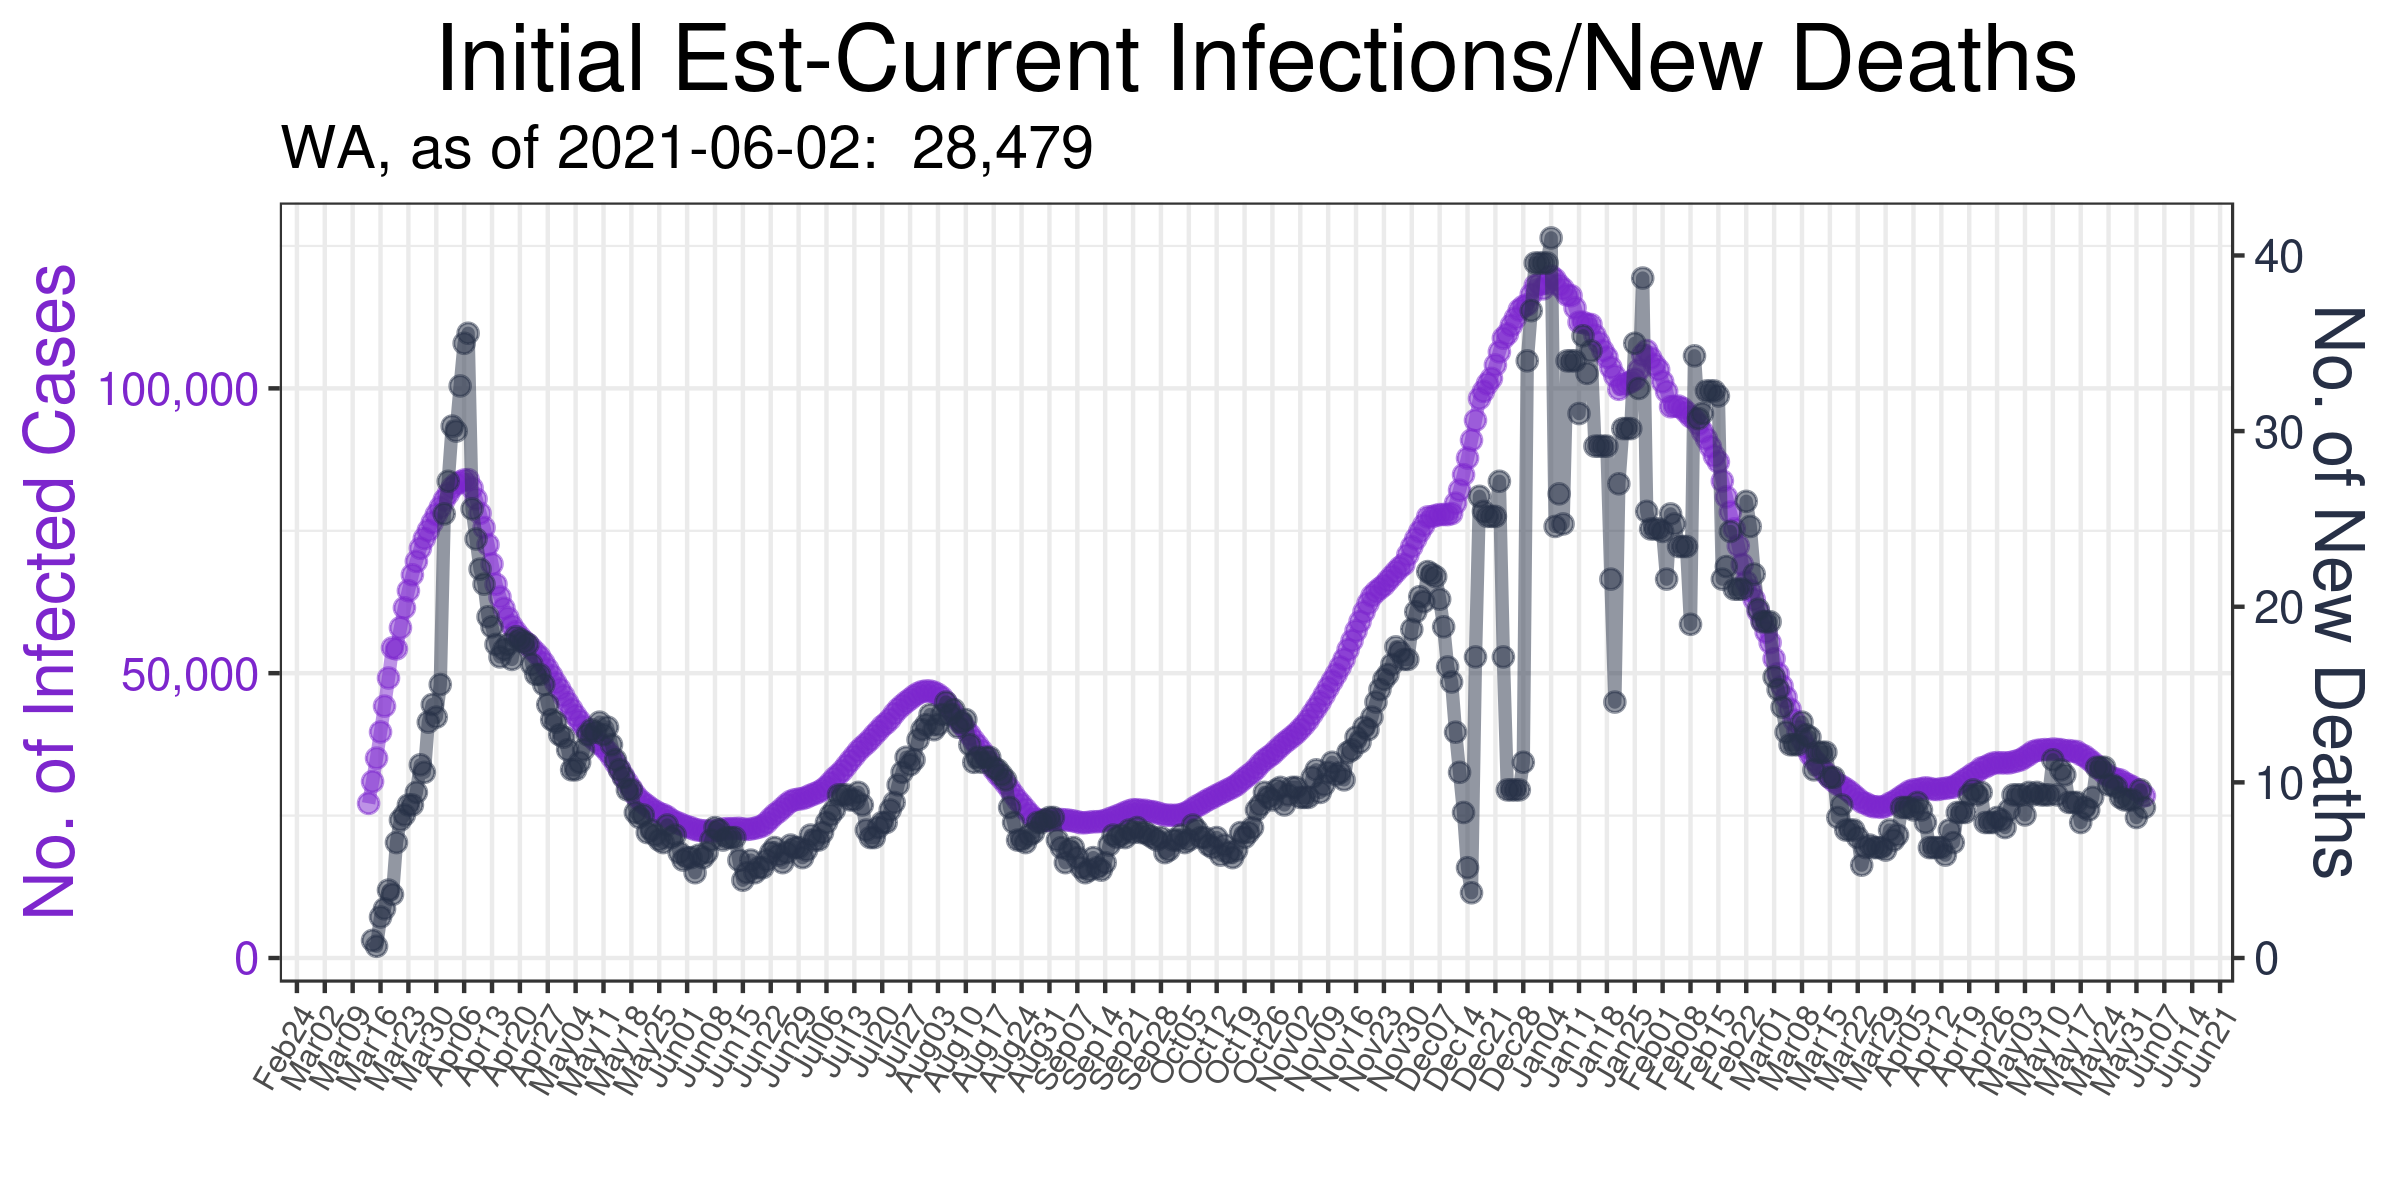 Initial Est-Current Infections/New Deaths
WA, as of 2021-06-02:  28,479
No. of Infected Cases
100,000
50,000
0
40
30
20
10
0
No. of New Deaths
Feb24
Mar02
Mar09
Mar16
Mar23
Mar30
Apr06
Apr13
Apr20
Apr27
May04
May11
May18
May25
Jun01
Jun08
Jun15
Jun22
Jun29
Jul06
Jul13
Jul20
Jul27
Aug03
Aug10
Aug17
Aug24
Aug31
Sep07
Sep14
Sep21
Sep28
Oct05
Oct12
Oct19
Oct26
Nov02
Nov09
Nov16
Nov23
Nov30
Dec07
Dec14
Dec21
Dec28
Jan04
Jan11
Jan18
Jan25
Feb01
Feb08
Feb15
Feb22
Mar01
Mar08
Mar15
Mar22
Mar29
Apr05
Apr12
Apr19
Apr26
May03
May10
May17
May24
May31
Jun07
Jun14
Jun21